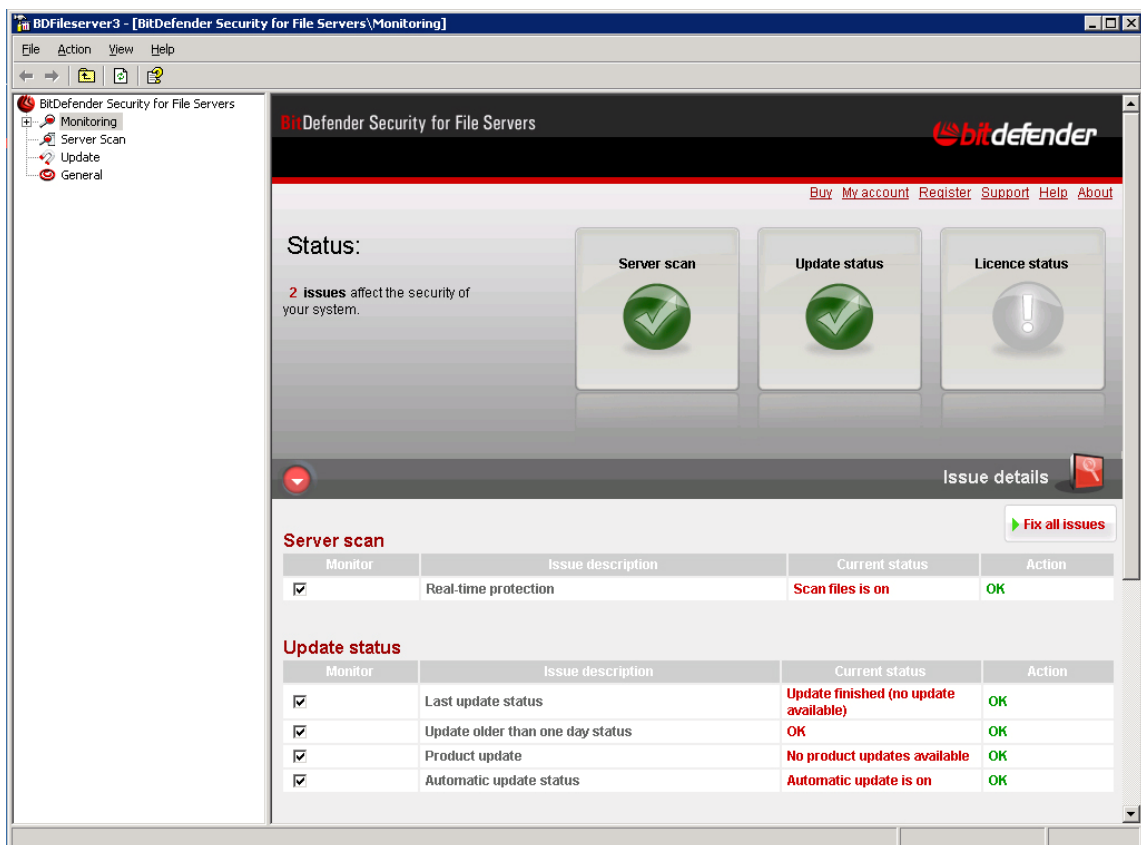 BDFileserver3 - [BitDefender Security for File Servers\Monitoring]
File Action View Help
BitDefender Security for File Servers
Monitoring
Server Scan
Update
General
BitDefender Security for File Servers
bitdefender
Buy My account Register Support Help About
Status:
2 issues affect the security of
your system.
Server scan
Update status
Licence status
Issue details
Fix all issues
Server scan
Monitor Issue description Current status Action
Real-time protection Scan files is on OK
Update status
Monitor Issue description Current status Action
Last update status Update finished (no update
available) OK
Update older than one day status OK OK
Product update No product updates available OK
Automatic update status Automatic update is on OK